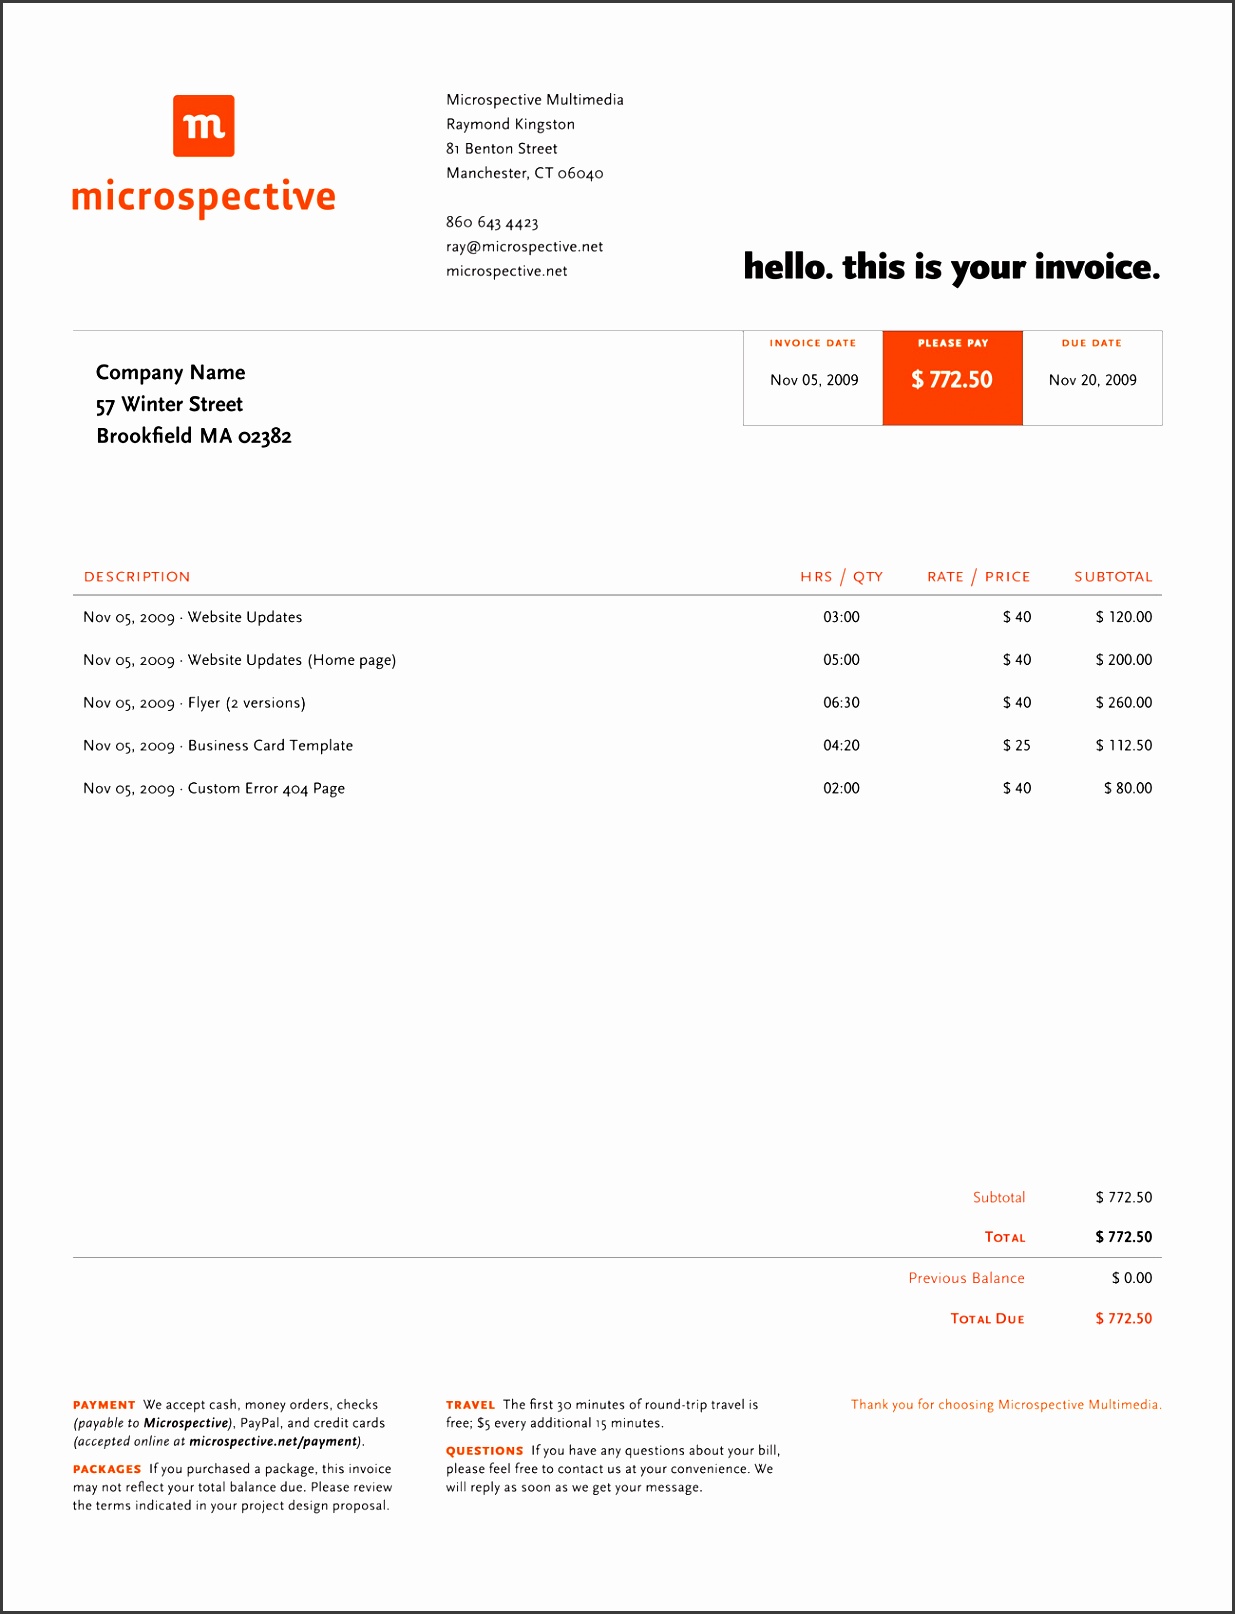 m
microspective
Microspective Multimedia
Raymond Kingston
81 Benton Street
Manchester, CT 06040
860 643 4423
ray@microspective.net
microspective.net
hello. this is your invoice.
INVOICE DATE PLEASE PAY DUE DATE
Nov 05, 2009 $ 772.50 Nov 20, 2009
Company Name
57 Winter Street
Brookfield MA 02382
DESCRIPTION HRS / QTY RATE / PRICE SUBTOTAL
Nov 05, 2009 · Website Updates 03:00 $ 40 $ 120.00
Nov 05, 2009 · Website Updates (Home page) 05:00 $ 40 $ 200.00
Nov 05, 2009 · Flyer (2 versions) 06:30 $ 40 $ 260.00
Nov 05, 2009 · Business Card Template 04:20 $ 25 $ 112.50
Nov 05, 2009 · Custom Error 404 Page 02:00 $ 40 $ 80.00
Subtotal $ 772.50
TOTAL $ 772.50
Previous Balance $ 0.00
TOTAL DUE $ 772.50
PAYMENT We accept cash, money orders, checks
(payable to Microspective), PayPal, and credit cards
(accepted online at microspective.net/payment).
PACKAGES If you purchased a package, this invoice
may not reflect your total balance due. Please review
the terms indicated in your project design proposal.
TRAVEL The first 30 minutes of round-trip travel is
free; $5 every additional 15 minutes.
QUESTIONS If you have any questions about your bill,
please feel free to contact us at your convenience. We
will reply as soon as we get your message.
Thank you for choosing Microspective Multimedia.